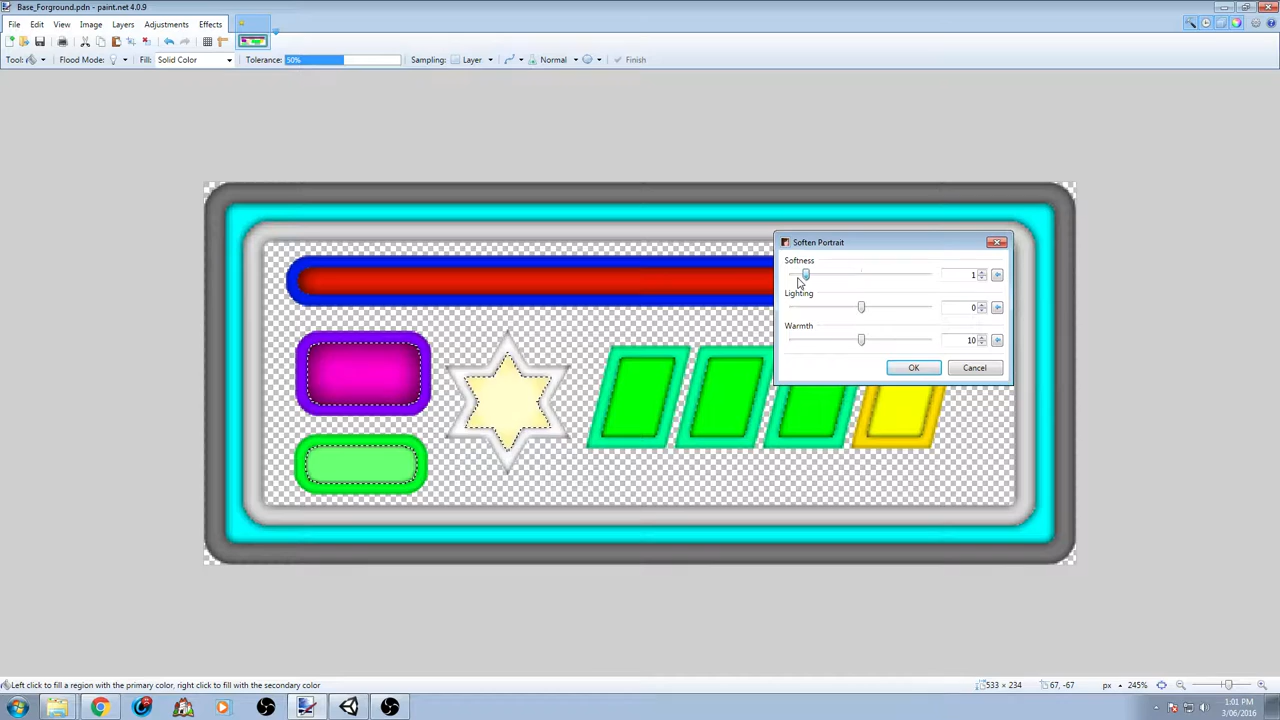 Base_Forground.pdn - paint.net 4.0.9
File Edit View Image Layers Adjustments Effects
Tool: Flood Mode: Fill: Solid Color Tolerance: 50% Sampling: Layer Normal Finish
Soften Portrait
Softness
1
Lighting
0
Warmth
10
OK Cancel
Left click to fill a region with the primary color, right click to fill with the secondary color 533 × 234 67, -67 px 245%
1:01 PM
3/06/2016